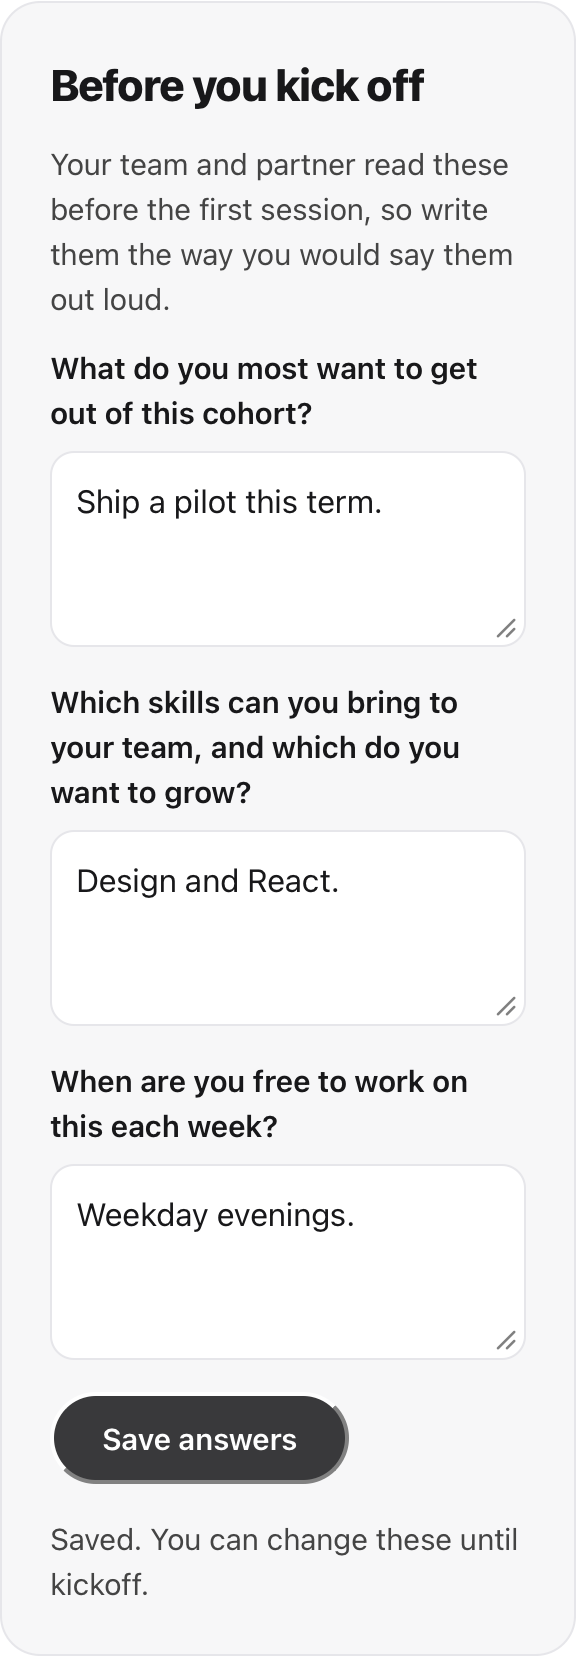 Before you kick off
Your team and partner read these
before the first session, so write
them the way you would say them
out loud.
What do you most want to get
out of this cohort?
Ship a pilot this term.
Which skills can you bring to
your team, and which do you
want to grow?
Design and React.
When are you free to work on
this each week?
Weekday evenings.
Save answers
Saved. You can change these until
kickoff.